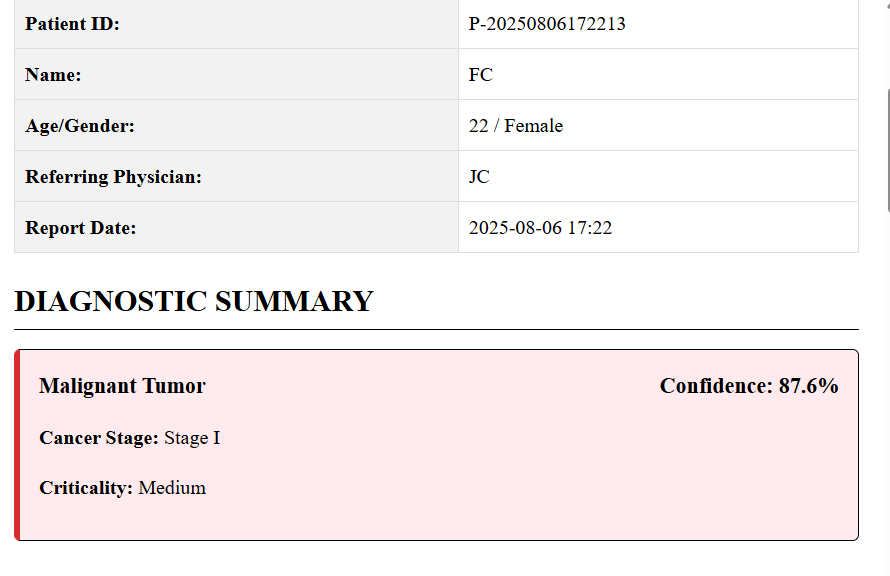 Patient ID: P-20250806172213
Name: FC
Age/Gender: 22 / Female
Referring Physician: JC
Report Date: 2025-08-06 17:22
DIAGNOSTIC SUMMARY
Malignant Tumor Confidence: 87.6%
Cancer Stage: Stage I
Criticality: Medium